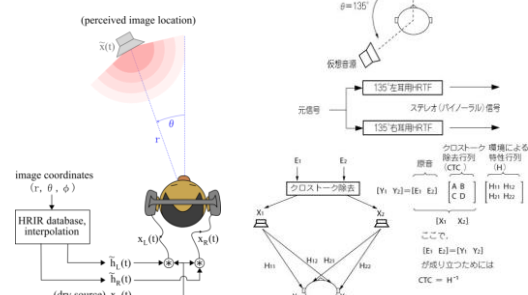 (perceived image location)
x̃(t)
θ
r
image coordinates
(r, θ, ϕ)
HRIR database,
interpolation
x_L(t)
x_R(t)
h̃_L(t)
h̃_R(t)
(dry source) x(t)
θ=135°
仮想音源
135°左耳用HRTF
元信号
ステレオ(バイノーラル)信号
135°右耳用HRTF
E₁
E₂
クロストーク除去
X₁
X₂
H₁₁
H₁₂
H₂₁
H₂₂
原音
クロストーク
除去行列
(CTC)
環境による
特性行列
(H)
[Y₁ Y₂]=[E₁ E₂]
[A B
C D]
[H₁₁ H₁₂
H₂₁ H₂₂]
[X₁ X₂]
ここで、
[E₁ E₂]=[Y₁ Y₂]
が成り立つためには
CTC = H⁻¹